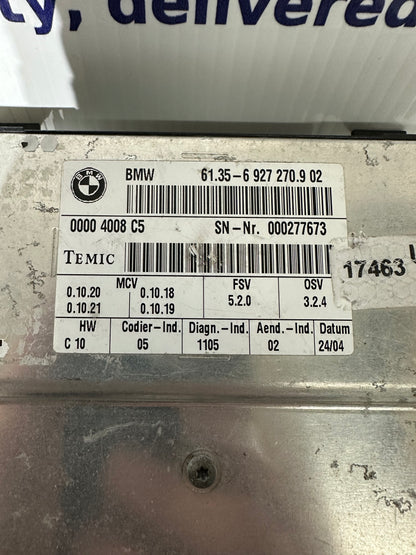 ty, delivered
BMW
BMW 61.35-6 927 270.9 02
0000 4008 C5 SN-Nr. 000277673
TEMIC
17463
MCV FSV OSV
0.10.20 0.10.18 5.2.0 3.2.4
0.10.21 0.10.19
HW Codier-Ind. Diagn.-Ind. Aend.-Ind. Datum
C 10 05 1105 02 24/04